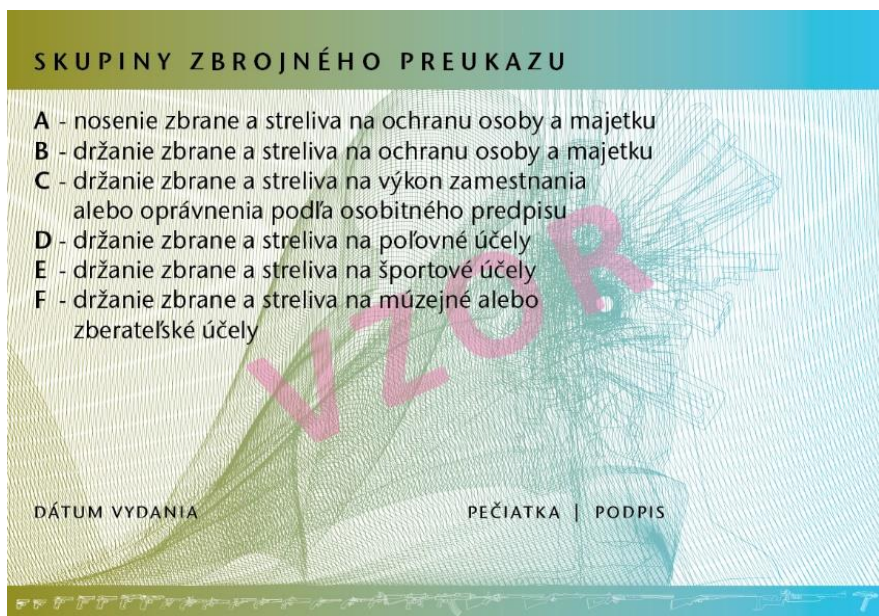 SKUPINY ZBROJNÉHO PREUKAZU
A - nosenie zbrane a streliva na ochranu osoby a majetku
B - držanie zbrane a streliva na ochranu osoby a majetku
C - držanie zbrane a streliva na výkon zamestnania
alebo oprávnenia podľa osobitného predpisu
D - držanie zbrane a streliva na poľovné účely
E - držanie zbrane a streliva na športové účely
F - držanie zbrane a streliva na múzejné alebo
zberateľské účely
VZOR
DÁTUM VYDANIA
PEČIATKA | PODPIS